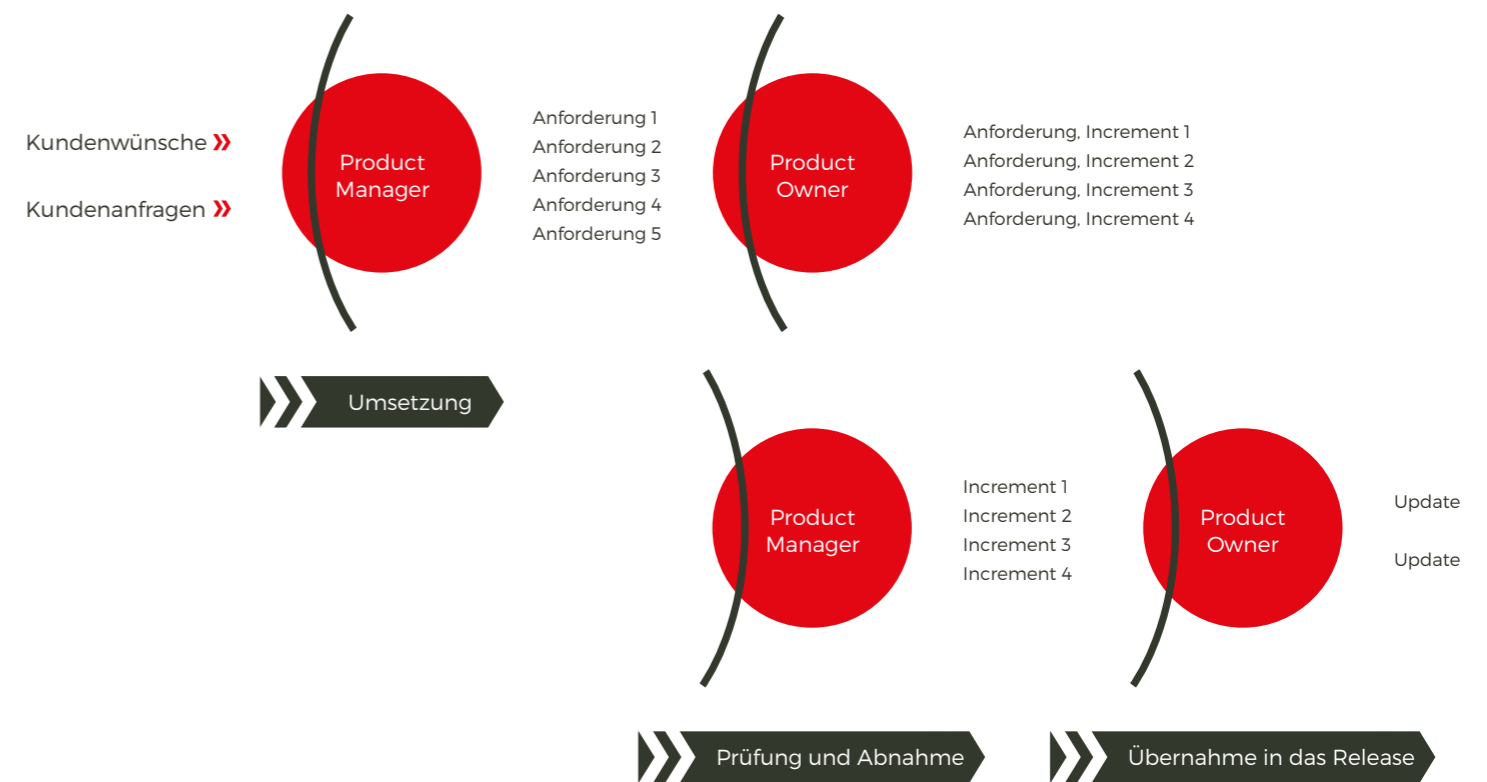 Kundenwünsche »
Kundenanfragen »
Product
Manager
Anforderung 1
Anforderung 2
Anforderung 3
Anforderung 4
Anforderung 5
Product
Owner
Anforderung, Increment 1
Anforderung, Increment 2
Anforderung, Increment 3
Anforderung, Increment 4
Umsetzung
Product
Manager
Increment 1
Increment 2
Increment 3
Increment 4
Product
Owner
Update
Update
Prüfung und Abnahme
Übernahme in das Release